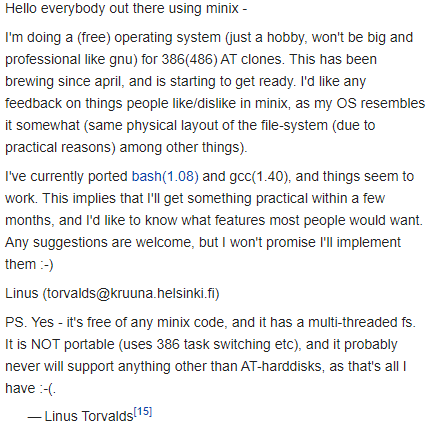 Hello everybody out there using minix -
I'm doing a (free) operating system (just a hobby, won't be big and
professional like gnu) for 386(486) AT clones. This has been
brewing since april, and is starting to get ready. I'd like any
feedback on things people like/dislike in minix, as my OS resembles
it somewhat (same physical layout of the file-system (due to
practical reasons) among other things).
I've currently ported bash(1.08) and gcc(1.40), and things seem to
work. This implies that I'll get something practical within a few
months, and I'd like to know what features most people would want.
Any suggestions are welcome, but I won't promise I'll implement
them :-)
Linus (torvalds@kruuna.helsinki.fi)
PS. Yes - it's free of any minix code, and it has a multi-threaded fs.
It is NOT portable (uses 386 task switching etc), and it probably
never will support anything other than AT-harddisks, as that's all I
have :-(.
— Linus Torvalds[15]